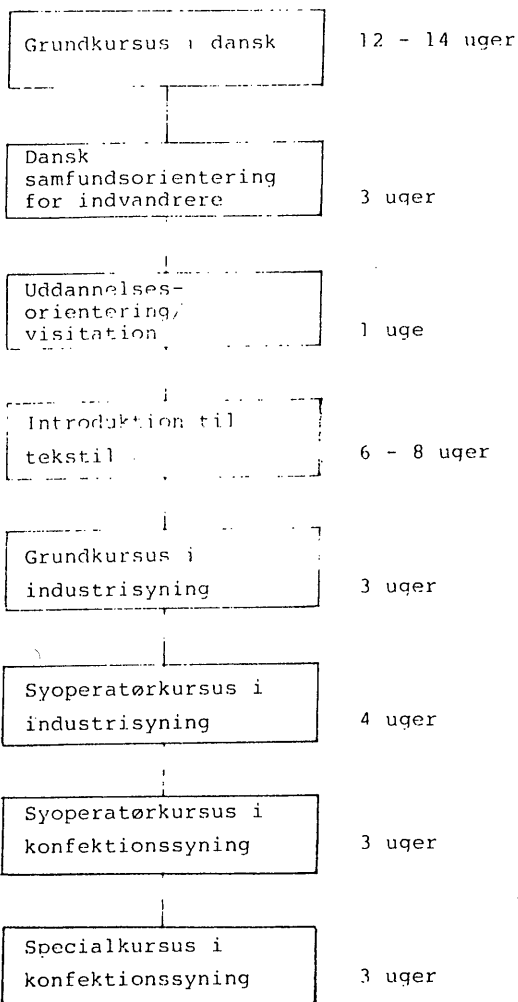 Grundkursus i dansk 12 - 14 uger
Dansk
samfundsorientering
for indvandrere 3 uger
Uddannelses-
orientering/
visitation 1 uge
Introduktion til
tekstil 6 - 8 uger
Grundkursus i
industrisyning 3 uger
Syoperatørkursus i
industrisyning 4 uger
Syoperatørkursus i
konfektionssyning 3 uger
Specialkursus i
konfektionssyning 3 uger